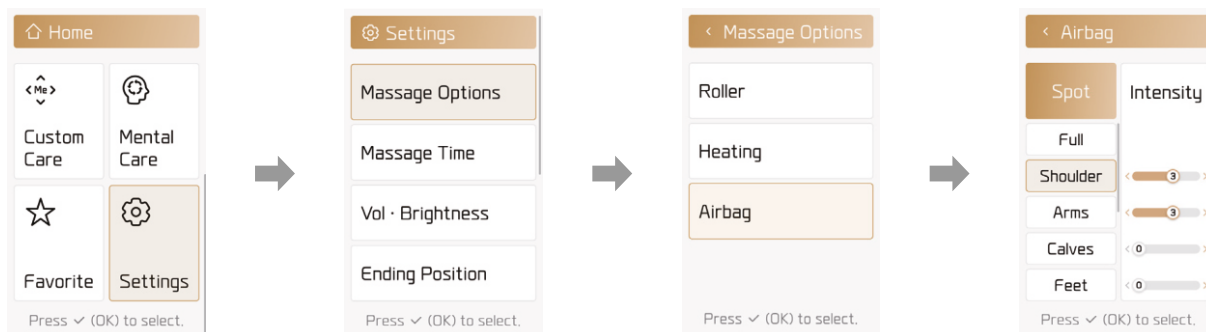 Home
Me
Custom
Care
Mental
Care
Favorite
Settings
Press ✓ (OK) to select.
Settings
Massage Options
Massage Time
Vol · Brightness
Ending Position
Press ✓ (OK) to select.
< Massage Options
Roller
Heating
Airbag
Press ✓ (OK) to select.
< Airbag
Spot Intensity
Full
Shoulder < 3 >
Arms < 3 >
Calves < 0 >
Feet < 0 >
Press ✓ (OK) to select.